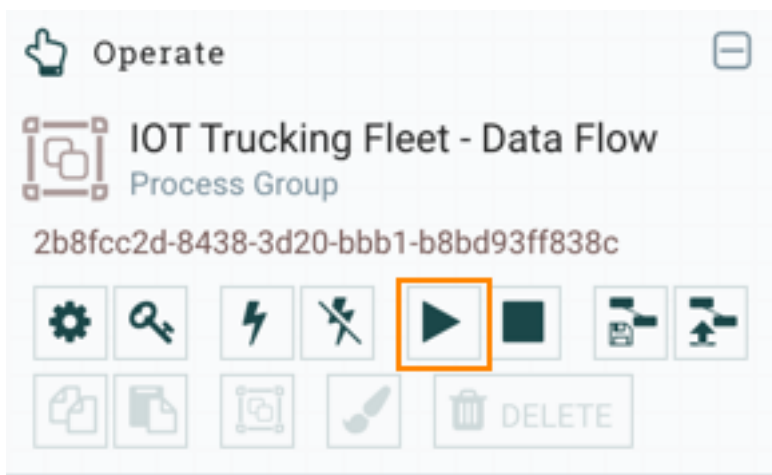 Operate
IOT Trucking Fleet - Data Flow
Process Group
2b8fcc2d-8438-3d20-bbb1-b8bd93ff838c
DELETE